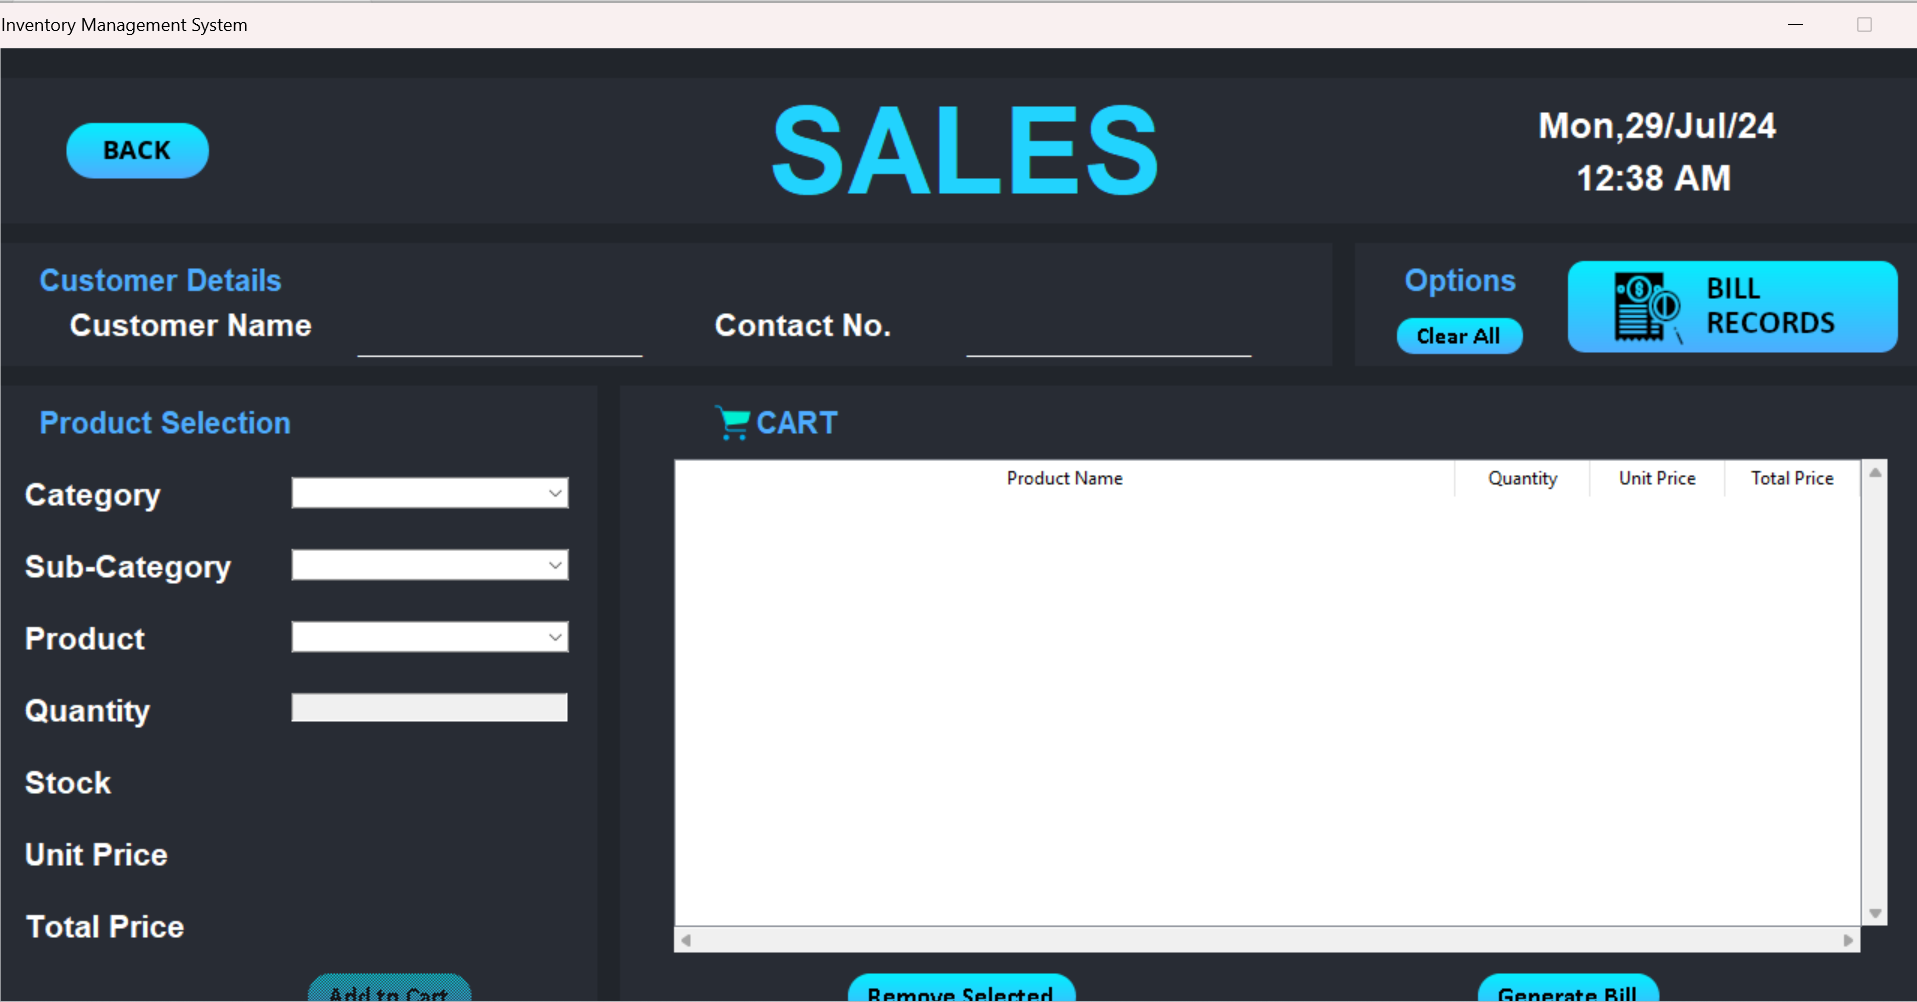 Inventory Management System
BACK
SALES
Mon,29/Jul/24
12:38 AM
Customer Details
Customer Name
Contact No.
Options
Clear All
BILL
RECORDS
Product Selection
Category
Sub-Category
Product
Quantity
Stock
Unit Price
Total Price
Add to Cart
CART
Product Name Quantity Unit Price Total Price
Remove Selected
Generate Bill